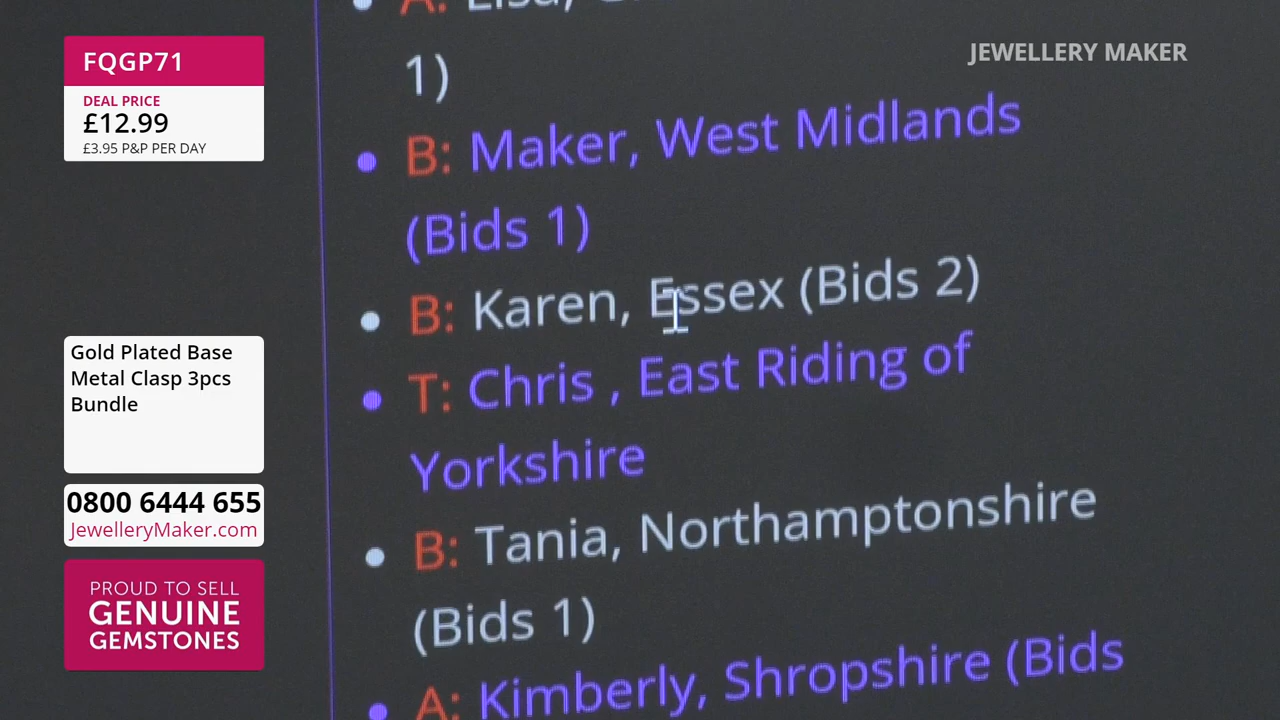 FQGP71
DEAL PRICE
£12.99
£3.95 P&P PER DAY
Gold Plated Base
Metal Clasp 3pcs
Bundle
0800 6444 655
JewelleryMaker.com
PROUD TO SELL
GENUINE
GEMSTONES
JEWELLERY MAKER
A: Lisa,
1)
B: Maker, West Midlands
(Bids 1)
B: Karen, Essex (Bids 2)
T: Chris , East Riding of
Yorkshire
B: Tania, Northamptonshire
(Bids 1)
A: Kimberly, Shropshire (Bids